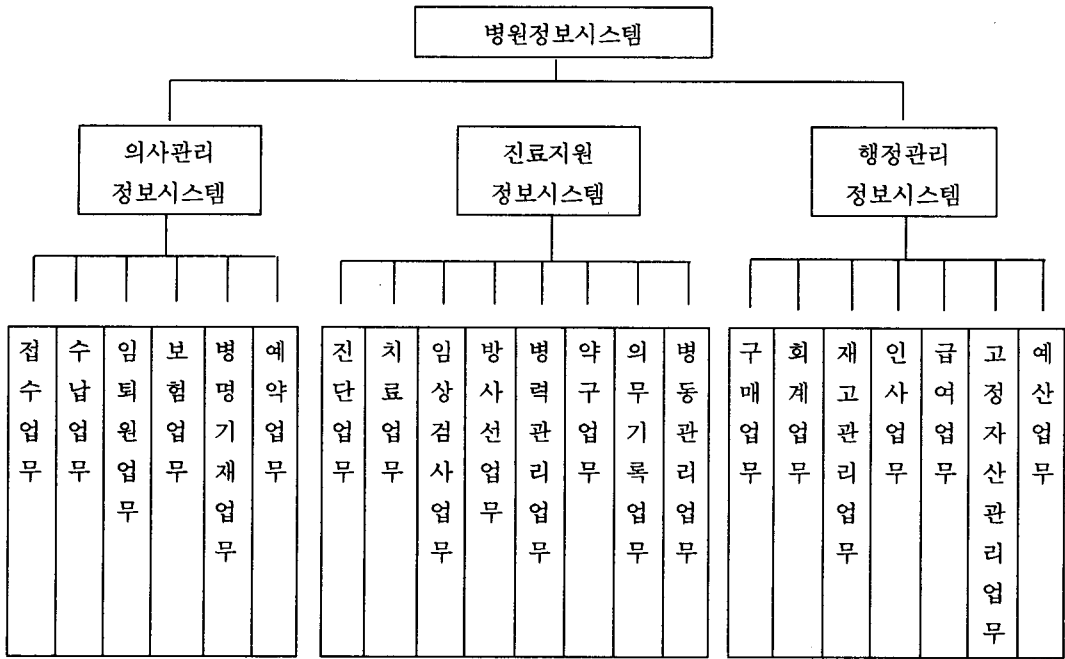 병원정보시스템
의사관리
정보시스템
진료지원
정보시스템
행정관리
정보시스템
접수업무
수납업무
임퇴원업무
보험업무
병명기재업무
예약업무
진단업무
치료업무
임상검사업무
방사선업무
병력관리업무
약구업무
의무기록업무
병동관리업무
구매업무
회계업무
재고관리업무
인사업무
급여업무
고정자산관리업무
예산업무